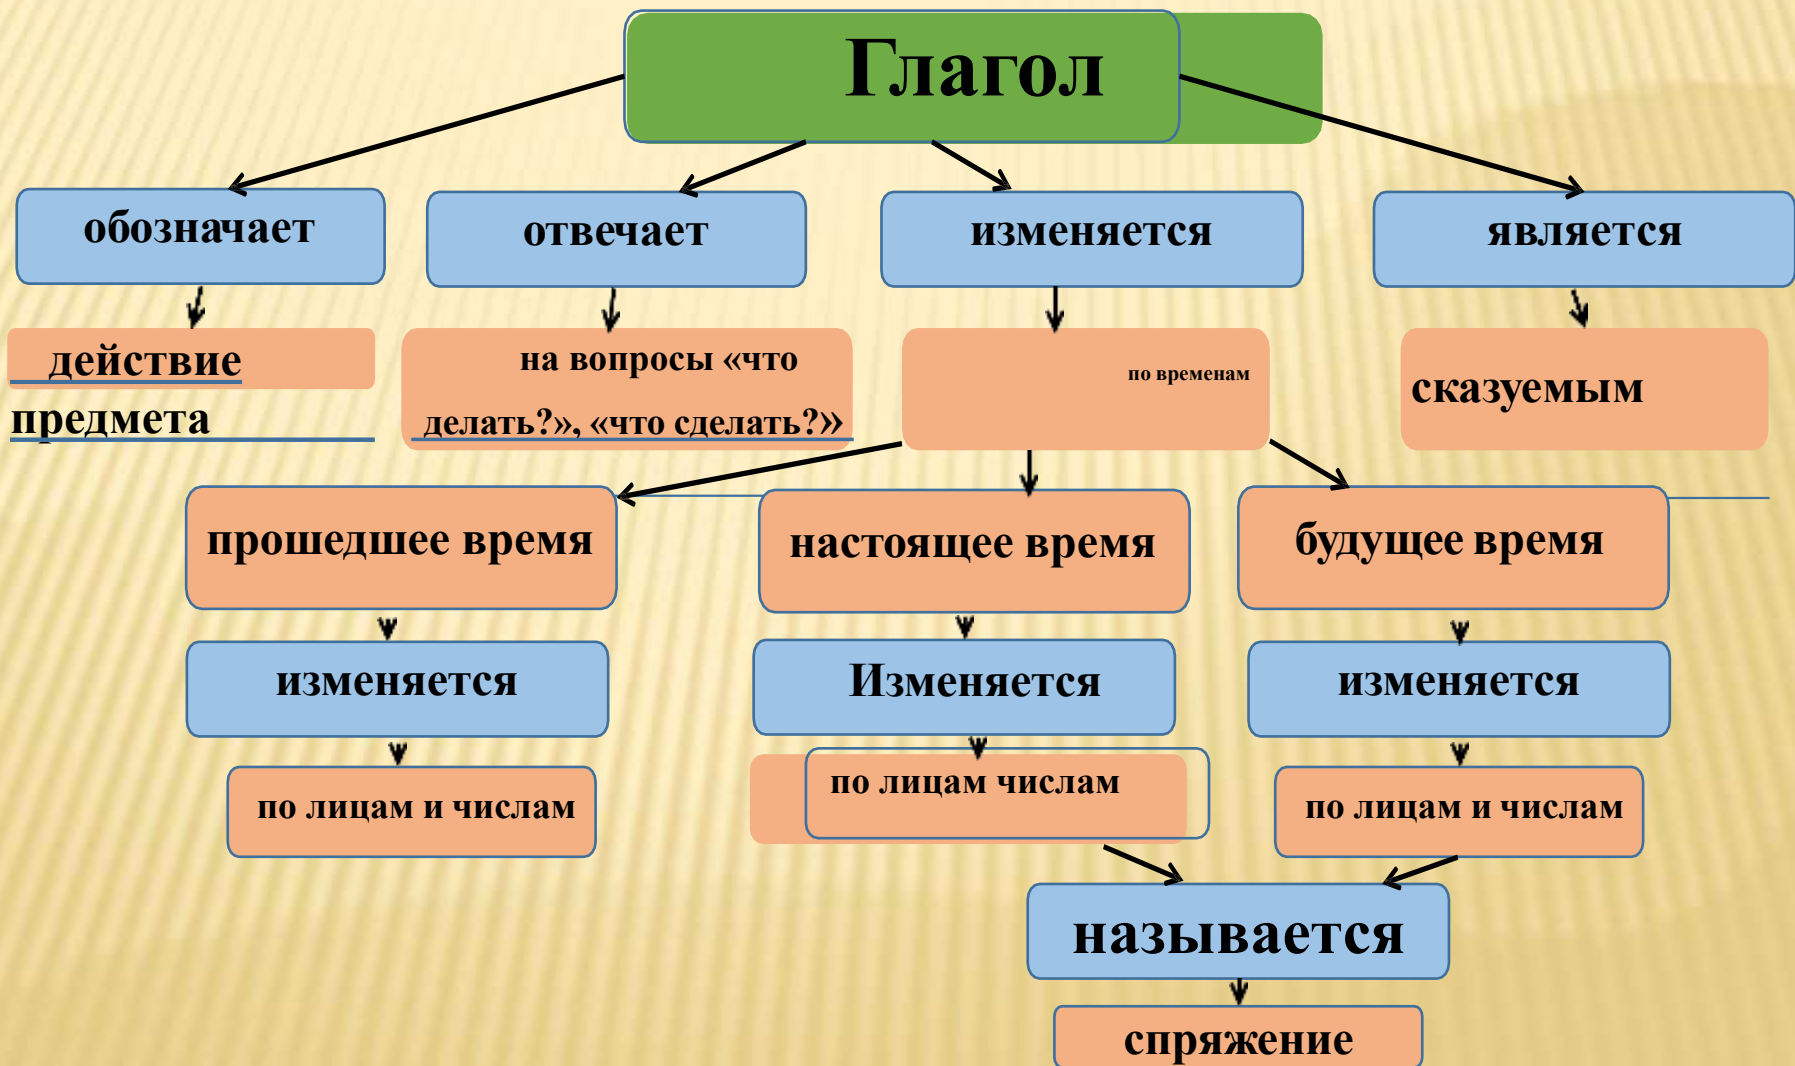 Глагол
обозначает
отвечает
изменяется
является
действие
предмета
на вопросы «что
делать?», «что сделать?»
по временам
сказуемым
прошедшее время
настоящее время
будущее время
изменяется
Изменяется
изменяется
по лицам и числам
по лицам числам
по лицам и числам
называется
спряжение